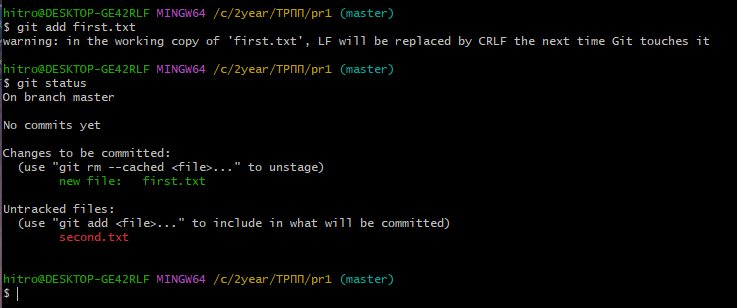 hitro@DESKTOP-GE42RLF MINGW64 /c/2year/ТРПП/pr1 (master)
$ git add first.txt
warning: in the working copy of 'first.txt', LF will be replaced by CRLF the next time Git touches it
hitro@DESKTOP-GE42RLF MINGW64 /c/2year/ТРПП/pr1 (master)
$ git status
On branch master
No commits yet
Changes to be committed:
  (use "git rm --cached <file>..." to unstage)
        new file:   first.txt
Untracked files:
  (use "git add <file>..." to include in what will be committed)
        second.txt
hitro@DESKTOP-GE42RLF MINGW64 /c/2year/ТРПП/pr1 (master)
$